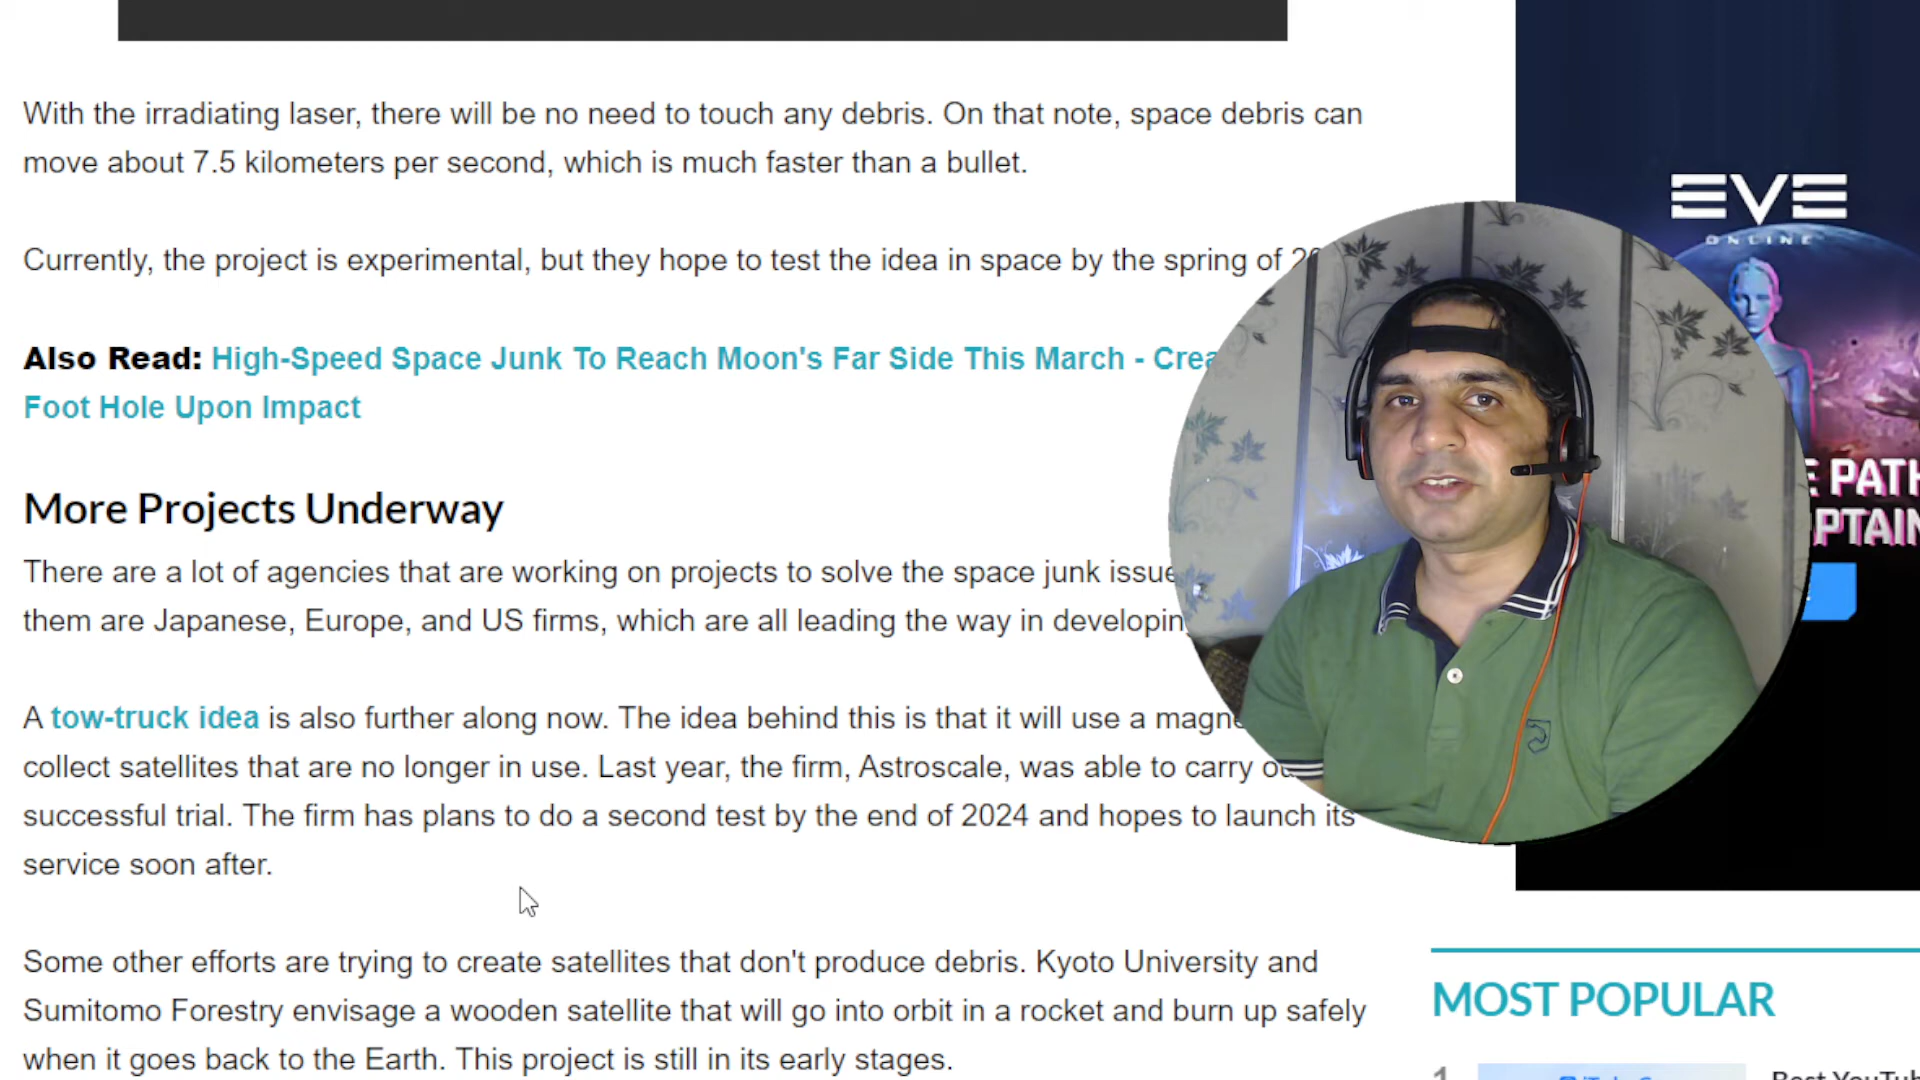 With the irradiating laser, there will be no need to touch any debris. On that note, space debris can
move about 7.5 kilometers per second, which is much faster than a bullet.
Currently, the project is experimental, but they hope to test the idea in space by the spring of
Also Read: High-Speed Space Junk To Reach Moon's Far Side This March -
Foot Hole Upon Impact
More Projects Underway
There are a lot of agencies that are working on projects to solve the space junk issue
them are Japanese, Europe, and US firms, which are all leading the way in
A tow-truck idea is also further along now. The idea behind this is that it will use a
collect satellites that are no longer in use. Last year, the firm, Astroscale, was able to carry
successful trial. The firm has plans to do a second test by the end of 2024 and hopes to launch its
service soon after.
Some other efforts are trying to create satellites that don't produce debris. Kyoto University and
Sumitomo Forestry envisage a wooden satellite that will go into orbit in a rocket and burn up safely
when it goes back to the Earth. This project is still in its early stages.
EVE
ONLINE
PATH
MOST POPULAR
1
Best